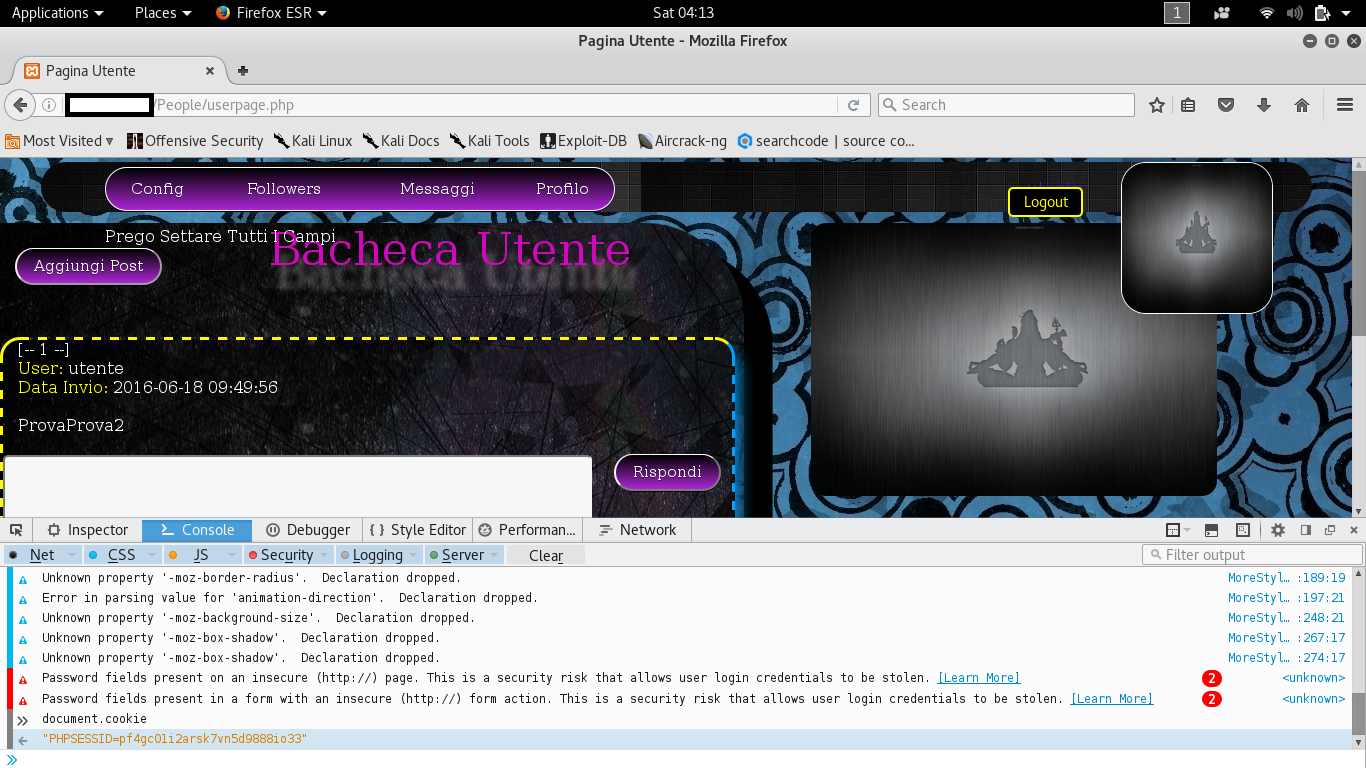 Applications Places Firefox ESR Sat 04:13 1
Pagina Utente - Mozilla Firefox
Pagina Utente
/People/userpage.php Search
Most Visited Offensive Security Kali Linux Kali Docs Kali Tools Exploit-DB Aircrack-ng searchcode | source co...
Config Followers Messaggi Profilo
Logout
Prego Settare Tutti I Campi
Bacheca Utente
Aggiungi Post
[-- 1 --]
User: utente
Data Invio: 2016-06-18 09:49:56
ProvaProva2
Rispondi
Inspector Console Debugger Style Editor Performan... Network
Net CSS JS Security Logging Server Clear Filter output
Unknown property '-moz-border-radius'. Declaration dropped. MoreStyl… :189:19
Error in parsing value for 'animation-direction'. Declaration dropped. MoreStyl… :197:21
Unknown property '-moz-background-size'. Declaration dropped. MoreStyl… :248:21
Unknown property '-moz-box-shadow'. Declaration dropped. MoreStyl… :267:17
Unknown property '-moz-box-shadow'. Declaration dropped. MoreStyl… :274:17
Password fields present on an insecure (http://) page. This is a security risk that allows user login credentials to be stolen. [Learn More] 2 <unknown>
Password fields present in a form with an insecure (http://) form action. This is a security risk that allows user login credentials to be stolen. [Learn More] 2 <unknown>
document.cookie
"PHPSESSID=pf4gc0li2arsk7vn5d9888io33"